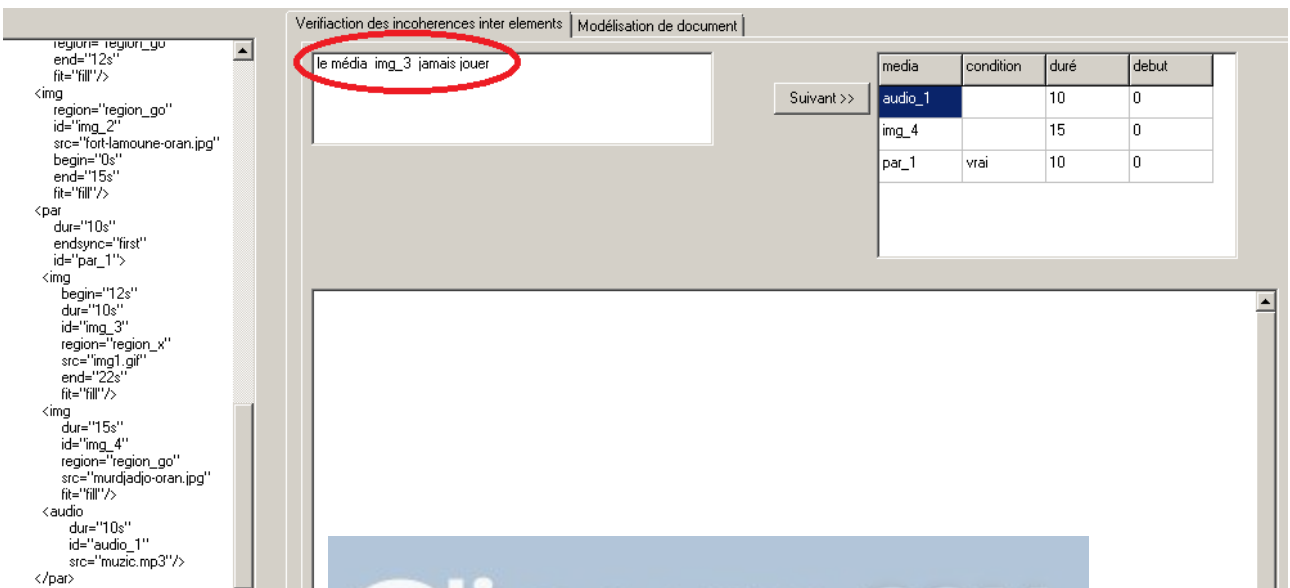 Verifiaction des incoherences inter elements
Modélisation de document
end="12s"
fit="fill"/>
<img
region="region_go"
id="img_2"
src="fort-lamoune-oran.jpg"
begin="0s"
end="15s"
fit="fill"/>
<par
dur="10s"
endsync="first"
id="par_1">
<img
begin="12s"
dur="10s"
id="img_3"
region="region_x"
src="img1.gif"
end="22s"
fit="fill"/>
<img
dur="15s"
id="img_4"
region="region_go"
src="murdjadjo-oran.jpg"
fit="fill"/>
<audio
dur="10s"
id="audio_1"
src="muzic.mp3"/>
</par>
le média img_3 jamais jouer
Suivant >>
media condition duré debut
audio_1 10 0
img_4 15 0
par_1 vrai 10 0